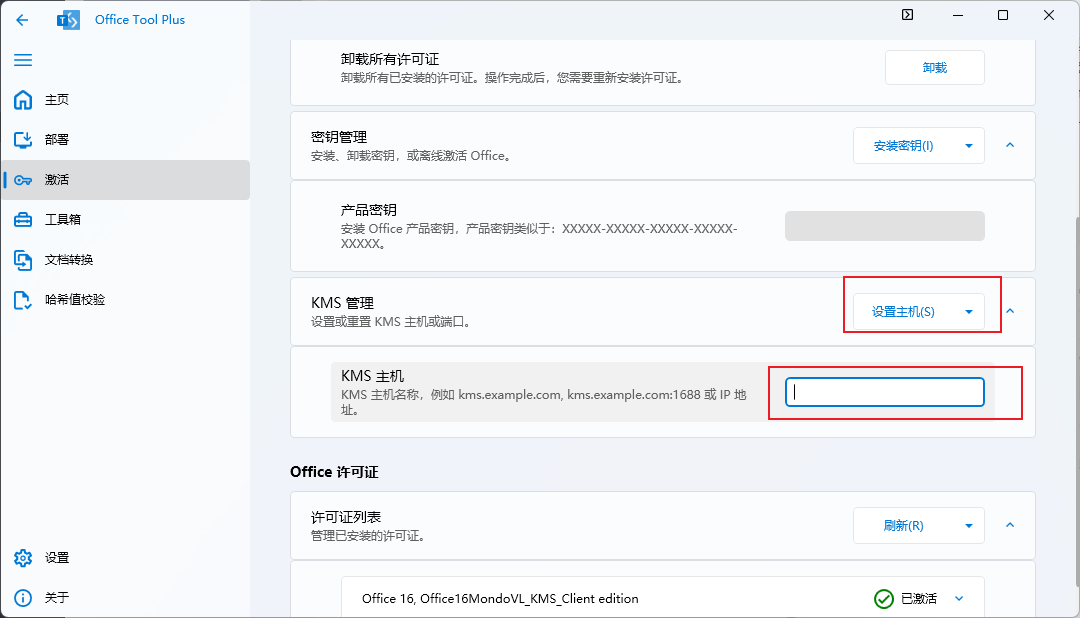 Office Tool Plus
主页
部署
激活
工具箱
文档转换
哈希值校验
设置
关于
卸载所有许可证
卸载所有已安装的许可证。操作完成后，您需要重新安装许可证。
卸载
密钥管理
安装、卸载密钥，或离线激活 Office。
安装密钥(I)
产品密钥
安装 Office 产品密钥，产品密钥类似于：XXXXX-XXXXX-XXXXX-XXXXX-
XXXXX。
KMS 管理
设置或重置 KMS 主机或端口。
设置主机(S)
KMS 主机
KMS 主机名称，例如 kms.example.com, kms.example.com:1688 或 IP 地
址。
Office 许可证
许可证列表
管理已安装的许可证。
刷新(R)
Office 16, Office16MondoVL_KMS_Client edition
已激活